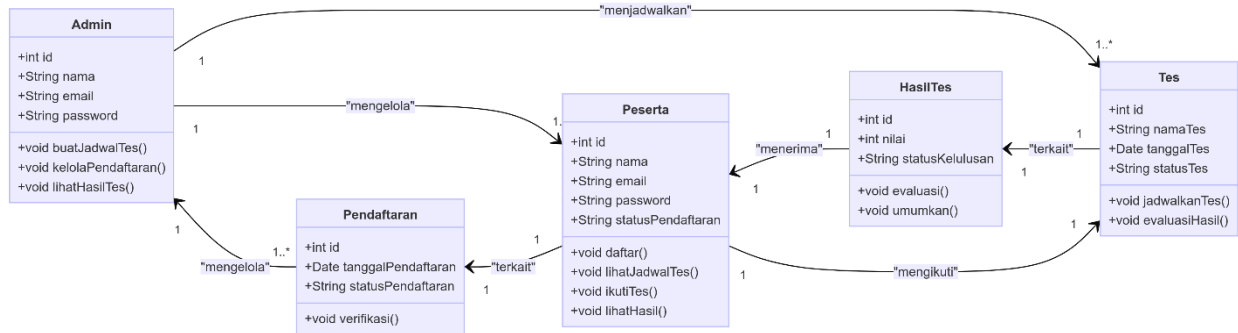 Admin
+int id
+String nama
+String email
+String password
+void buatJadwalTes()
+void kelolaPendaftaran()
+void lihatHasilTes()
"menjadwalkan"
1
1..*
"mengelola"
1
1..
"mengelola"
1
1..*
Pendaftaran
+int id
+Date tanggalPendaftaran
+String statusPendaftaran
+void verifikasi()
"terkait"
1
1
Peserta
+int id
+String nama
+String email
+String password
+String statusPendaftaran
+void daftar()
+void lihatJadwalTes()
+void ikutiTes()
+void lihatHasil()
"menerima"
1
1
HasilTes
+int id
+int nilai
+String statusKelulusan
+void evaluasi()
+void umumkan()
"terkait"
1
1
"mengikuti"
1
1
Tes
+int id
+String namaTes
+Date tanggalTes
+String statusTes
+void jadwalkanTes()
+void evaluasiHasil()